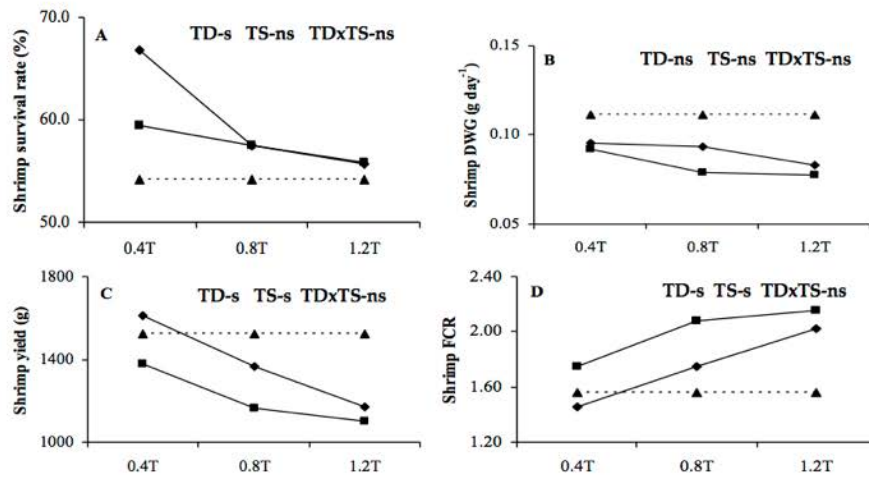 A TD-s TS-ns TDxTS-ns
Shrimp survival rate (%)
70.0
60.0
50.0
0.4T 0.8T 1.2T
B TD-ns TS-ns TDxTS-ns
Shrimp DWG (g day⁻¹)
0.15
0.10
0.05
0.4T 0.8T 1.2T
C TD-s TS-s TDxTS-ns
Shrimp yield (g)
1800
1400
1000
0.4T 0.8T 1.2T
D TD-s TS-s TDxTS-ns
Shrimp FCR
2.40
2.00
1.60
1.20
0.4T 0.8T 1.2T